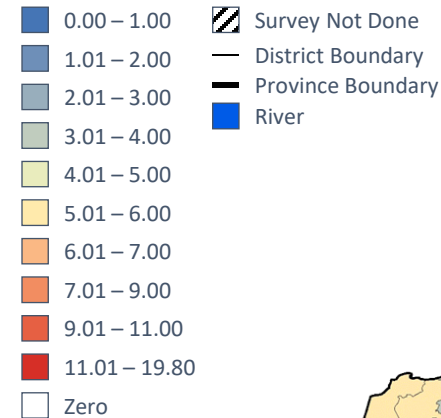 0.00 – 1.00
1.01 – 2.00
2.01 – 3.00
3.01 – 4.00
4.01 – 5.00
5.01 – 6.00
6.01 – 7.00
7.01 – 9.00
9.01 – 11.00
11.01 – 19.80
Zero
Survey Not Done
District Boundary
Province Boundary
River